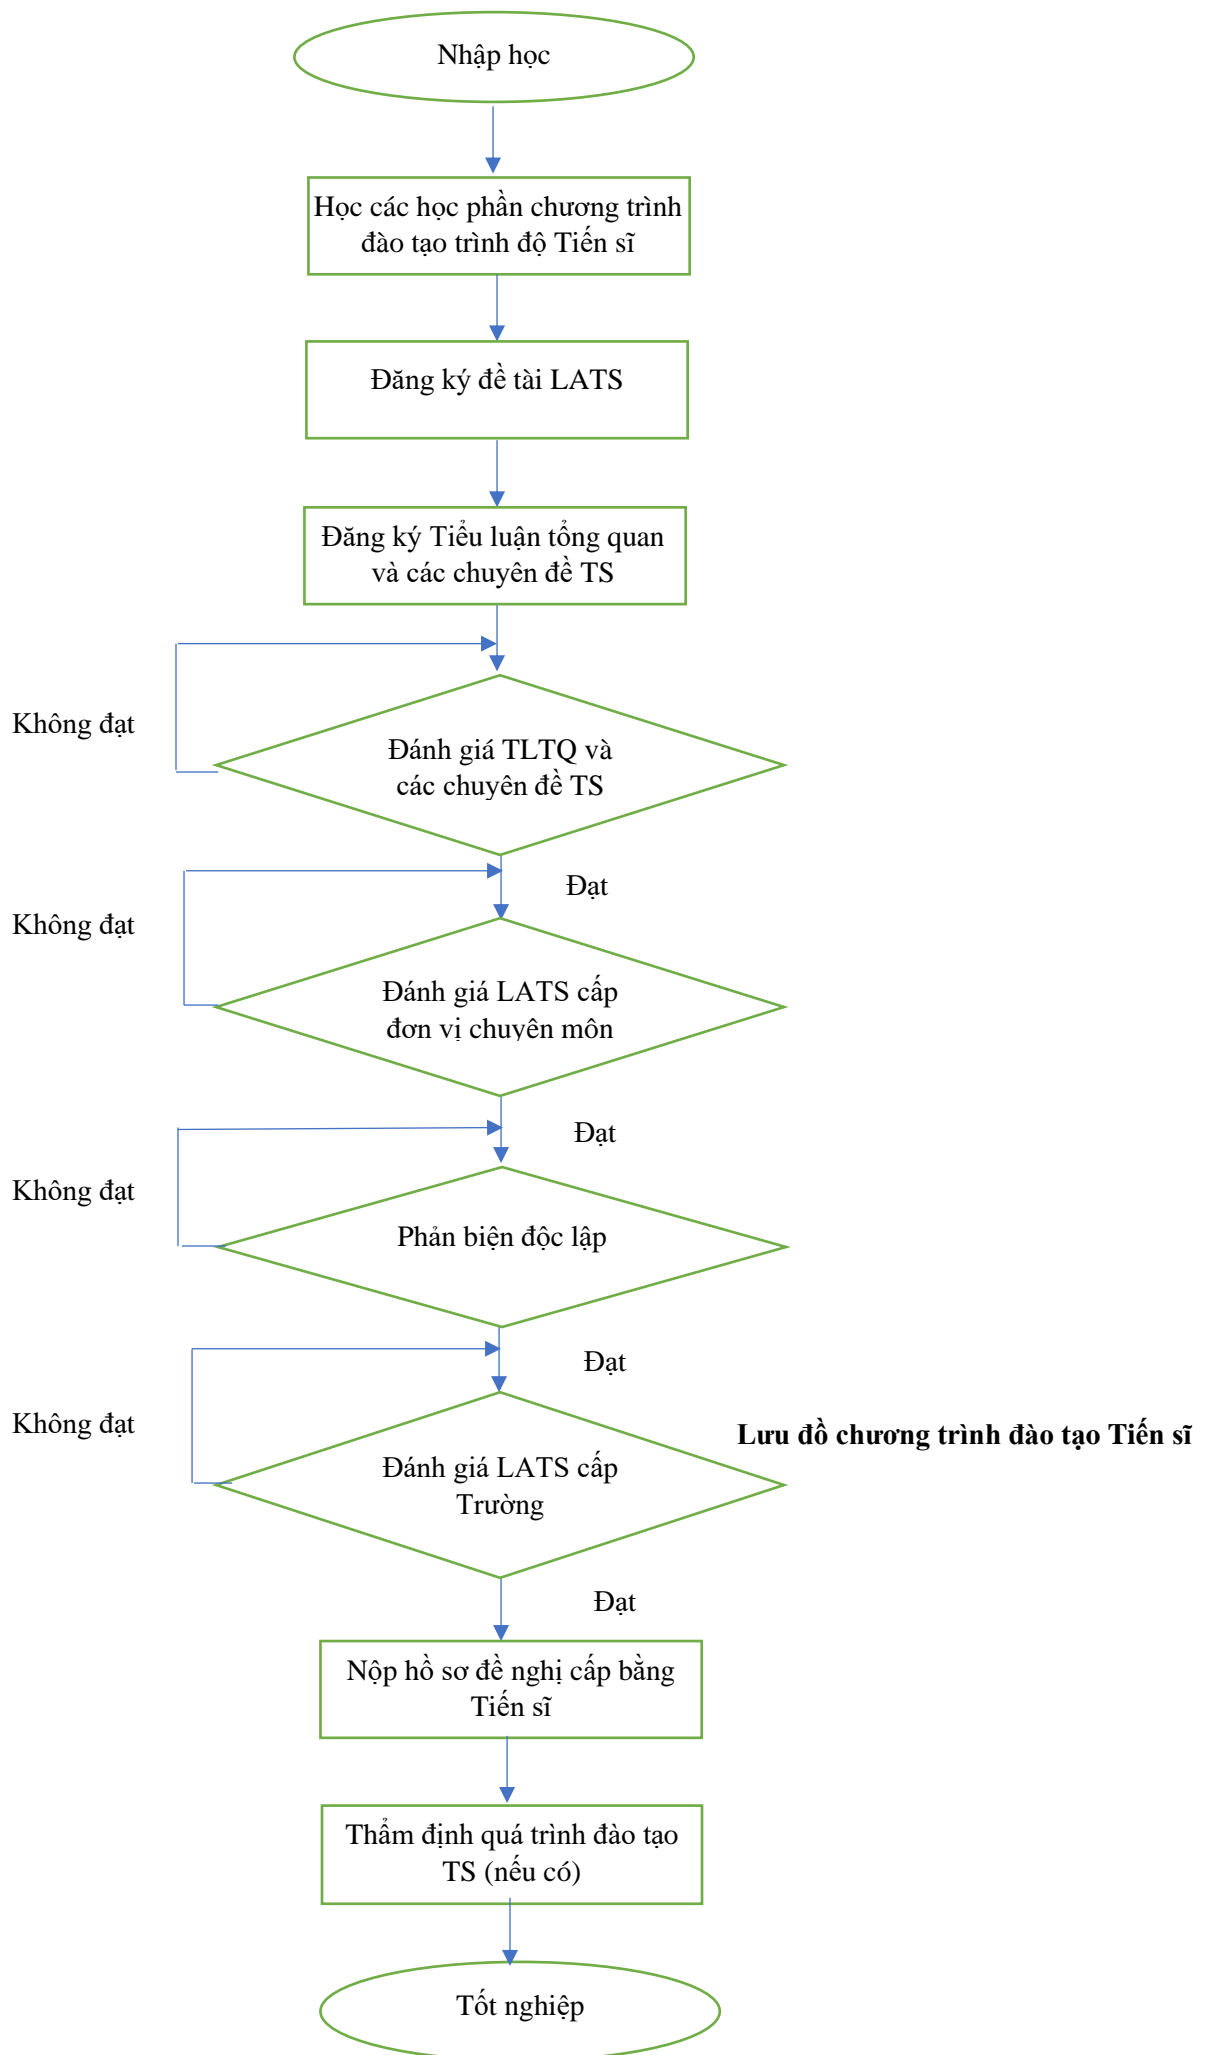 Nhập học
Học các học phần chương trình
đào tạo trình độ Tiến sĩ
Đăng ký đề tài LATS
Đăng ký Tiểu luận tổng quan
và các chuyên đề TS
Không đạt
Đánh giá TLTQ và
các chuyên đề TS
Đạt
Không đạt
Đánh giá LATS cấp
đơn vị chuyên môn
Đạt
Không đạt
Phản biện độc lập
Đạt
Không đạt
Lưu đồ chương trình đào tạo Tiến sĩ
Đánh giá LATS cấp
Trường
Đạt
Nộp hồ sơ đề nghị cấp bằng
Tiến sĩ
Thẩm định quá trình đào tạo
TS (nếu có)
Tốt nghiệp